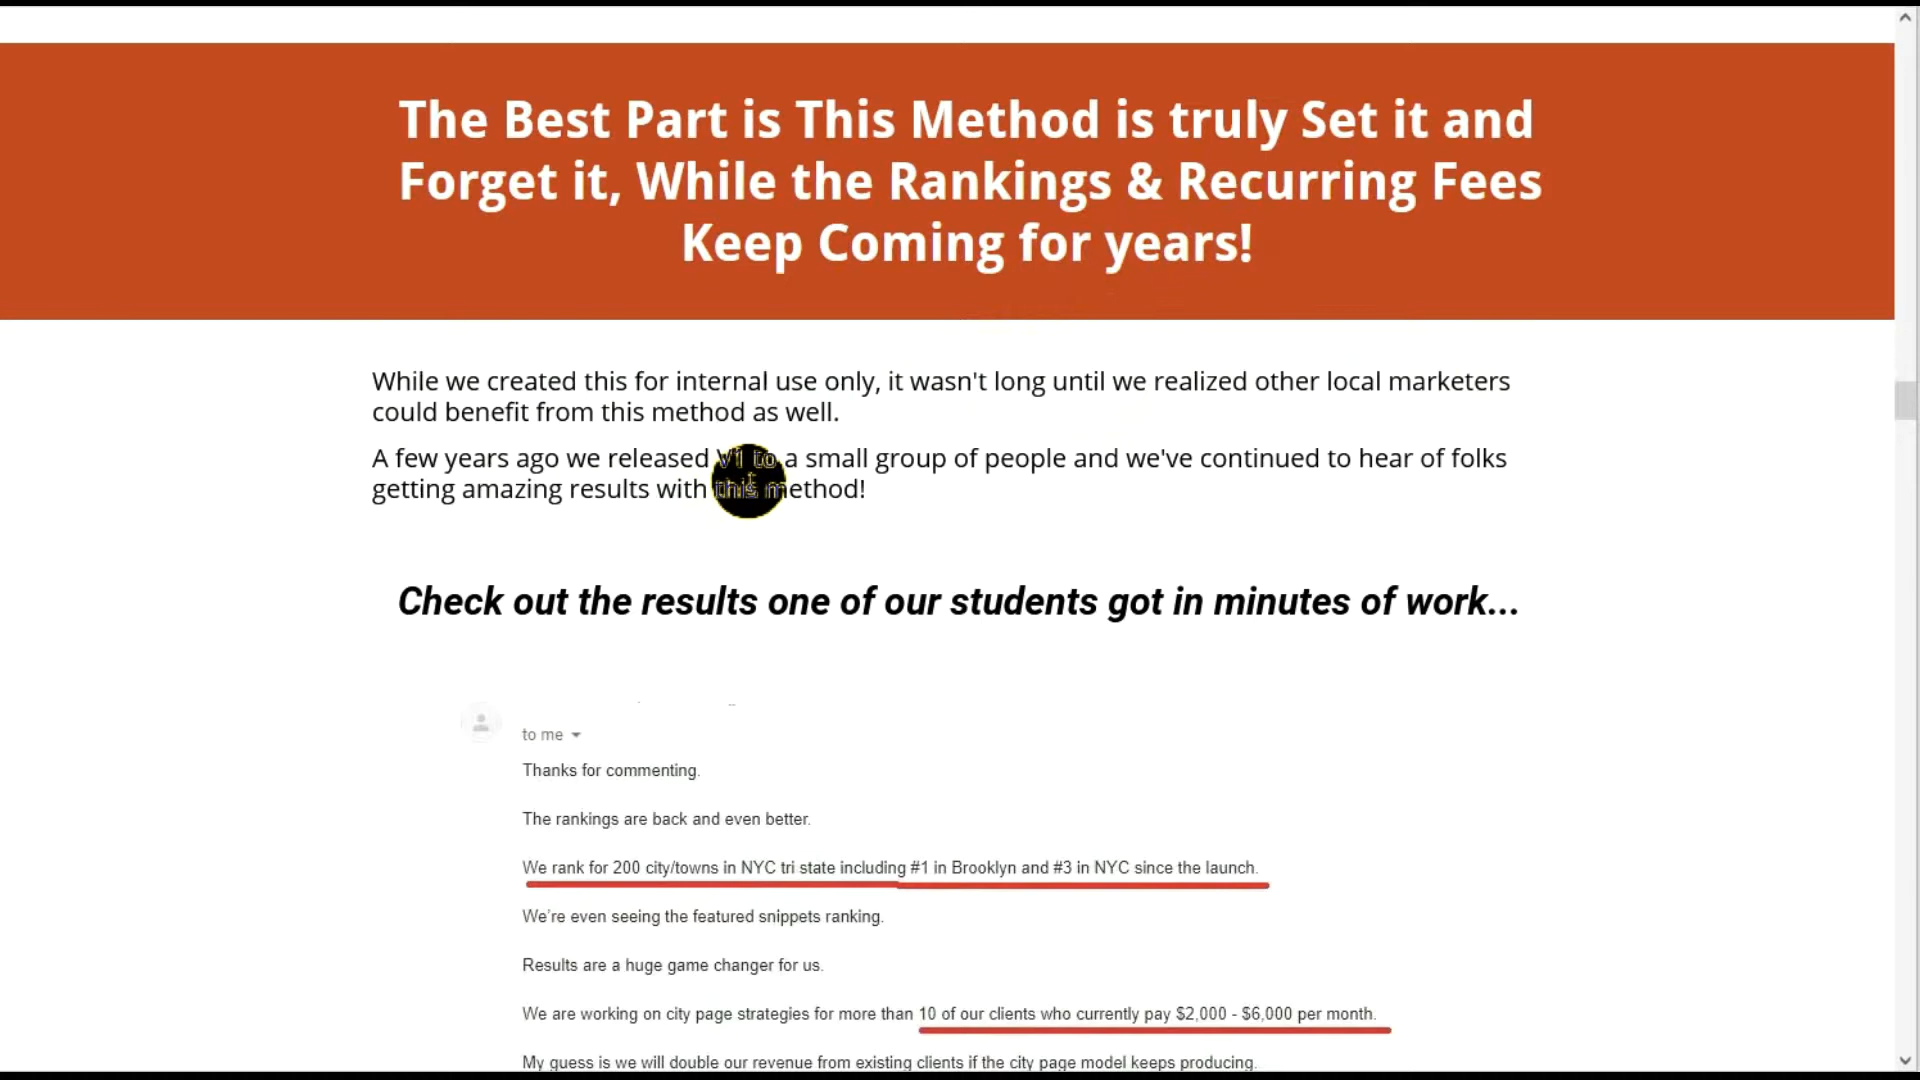 The Best Part is This Method is truly Set it and
Forget it, While the Rankings & Recurring Fees
Keep Coming for years!
While we created this for internal use only, it wasn't long until we realized other local marketers
could benefit from this method as well.
A few years ago we released V1 to a small group of people and we've continued to hear of folks
getting amazing results with this method!
Check out the results one of our students got in minutes of work...
to me
Thanks for commenting.
The rankings are back and even better.
We rank for 200 city/towns in NYC tri state including #1 in Brooklyn and #3 in NYC since the launch.
We're even seeing the featured snippets ranking.
Results are a huge game changer for us.
We are working on city page strategies for more than 10 of our clients who currently pay $2,000 - $6,000 per month.
My guess is we will double our revenue from existing clients if the city page model keeps producing.